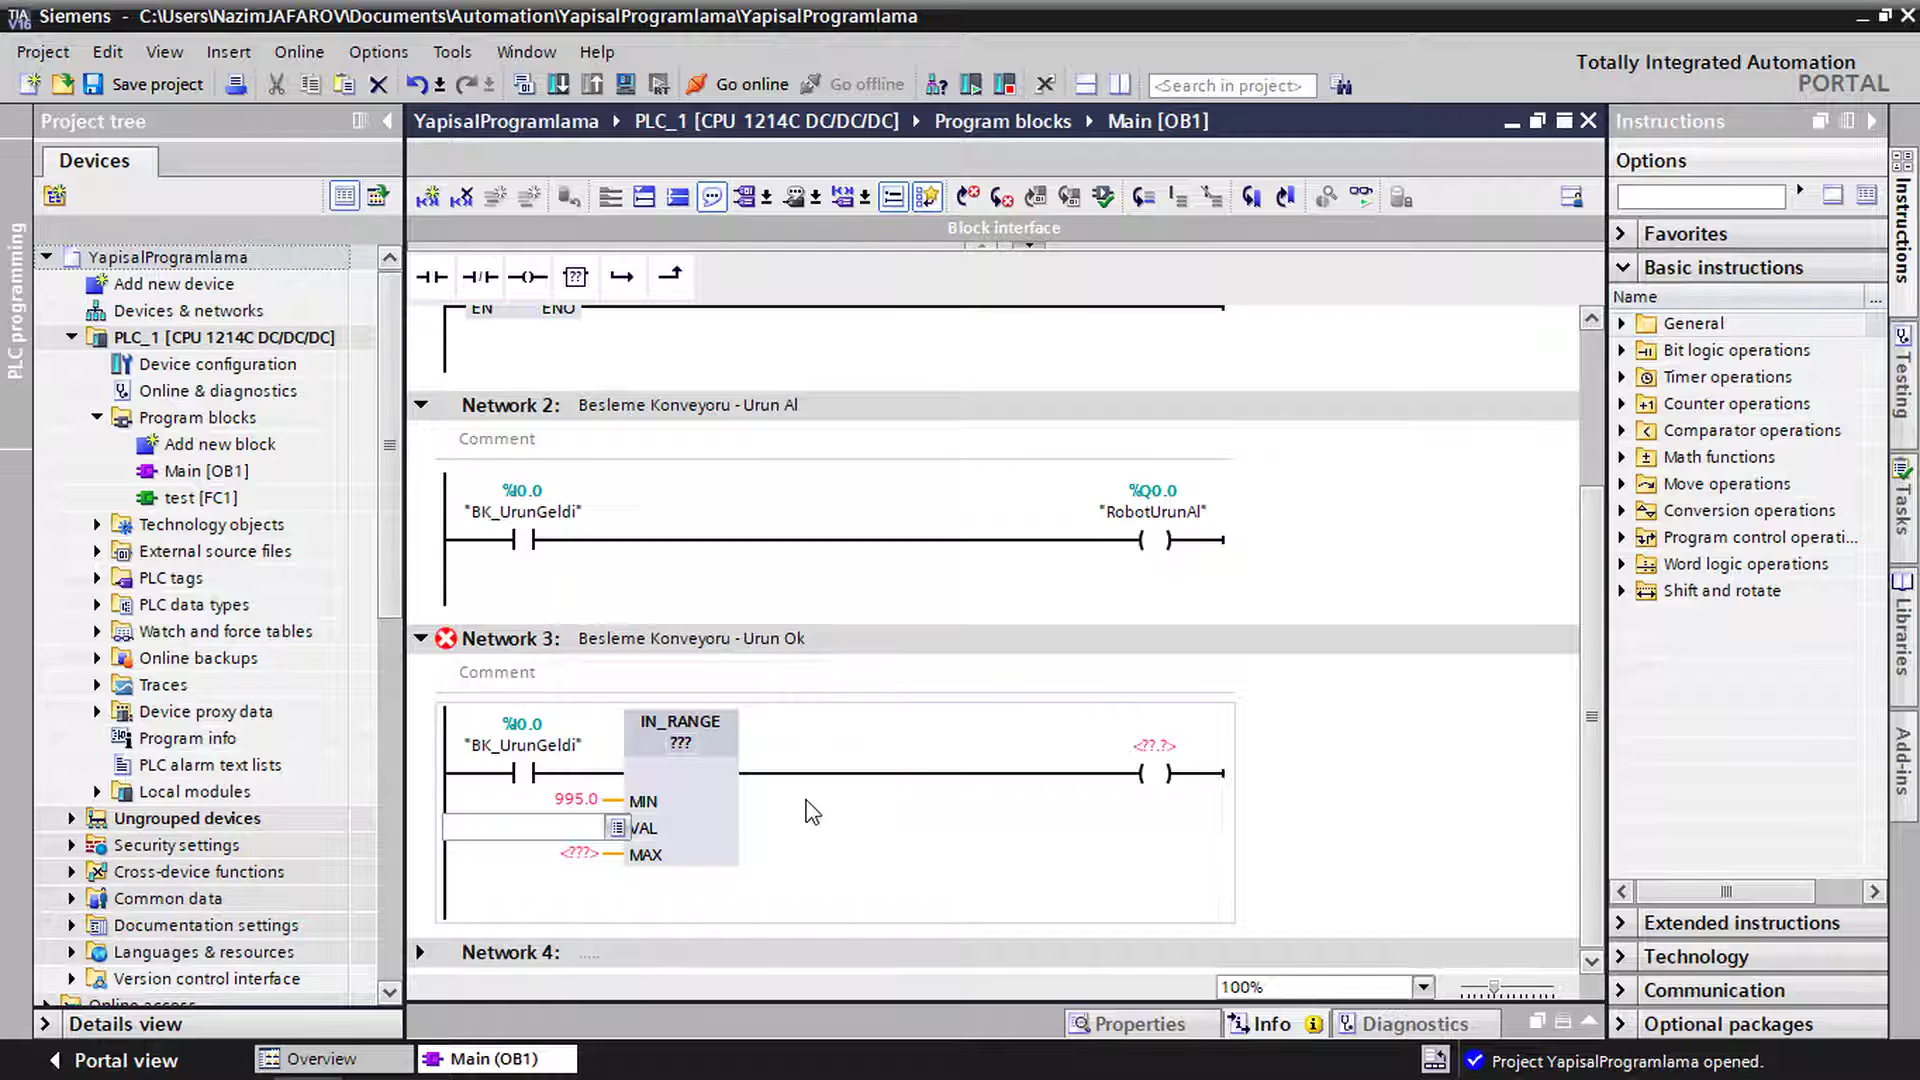 Siemens - C:\Users\NazimJAFAROV\Documents\Automation\YapisalProgramlama\YapisalProgramlama
Project Edit View Insert Online Options Tools Window Help
Totally Integrated Automation
PORTAL
Save project Go online Go offline <Search in project>
Project tree
YapisalProgramlama PLC_1 [CPU 1214C DC/DC/DC] Program blocks Main [OB1]
Instructions
Devices
Options
PLC programming
Block interface
YapisalProgramlama
Add new device
Devices & networks
PLC_1 [CPU 1214C DC/DC/DC]
Device configuration
Online & diagnostics
Program blocks
Add new block
Main [OB1]
test [FC1]
Technology objects
External source files
PLC tags
PLC data types
Watch and force tables
Online backups
Traces
Device proxy data
Program info
PLC alarm text lists
Local modules
Ungrouped devices
Security settings
Cross-device functions
Common data
Documentation settings
Languages & resources
Version control interface
Online access
Details view
??
EN ENO
Network 2: Besleme Konveyoru - Urun Al
Comment
%I0.0 %Q0.0
"BK_UrunGeldi" "RobotUrunAl"
Network 3: Besleme Konveyoru - Urun Ok
Comment
%I0.0 IN_RANGE
"BK_UrunGeldi" ??? <??.?>
995.0 MIN
VAL
<???> MAX
Network 4: .....
100%
Properties Info Diagnostics
Favorites
Basic instructions
Name ...
General
Bit logic operations
Timer operations
Counter operations
Comparator operations
Math functions
Move operations
Conversion operations
Program control operati...
Word logic operations
Shift and rotate
Extended instructions
Technology
Communication
Optional packages
Instructions
Testing
Tasks
Libraries
Add-ins
Portal view Overview Main (OB1) Project YapisalProgramlama opened.